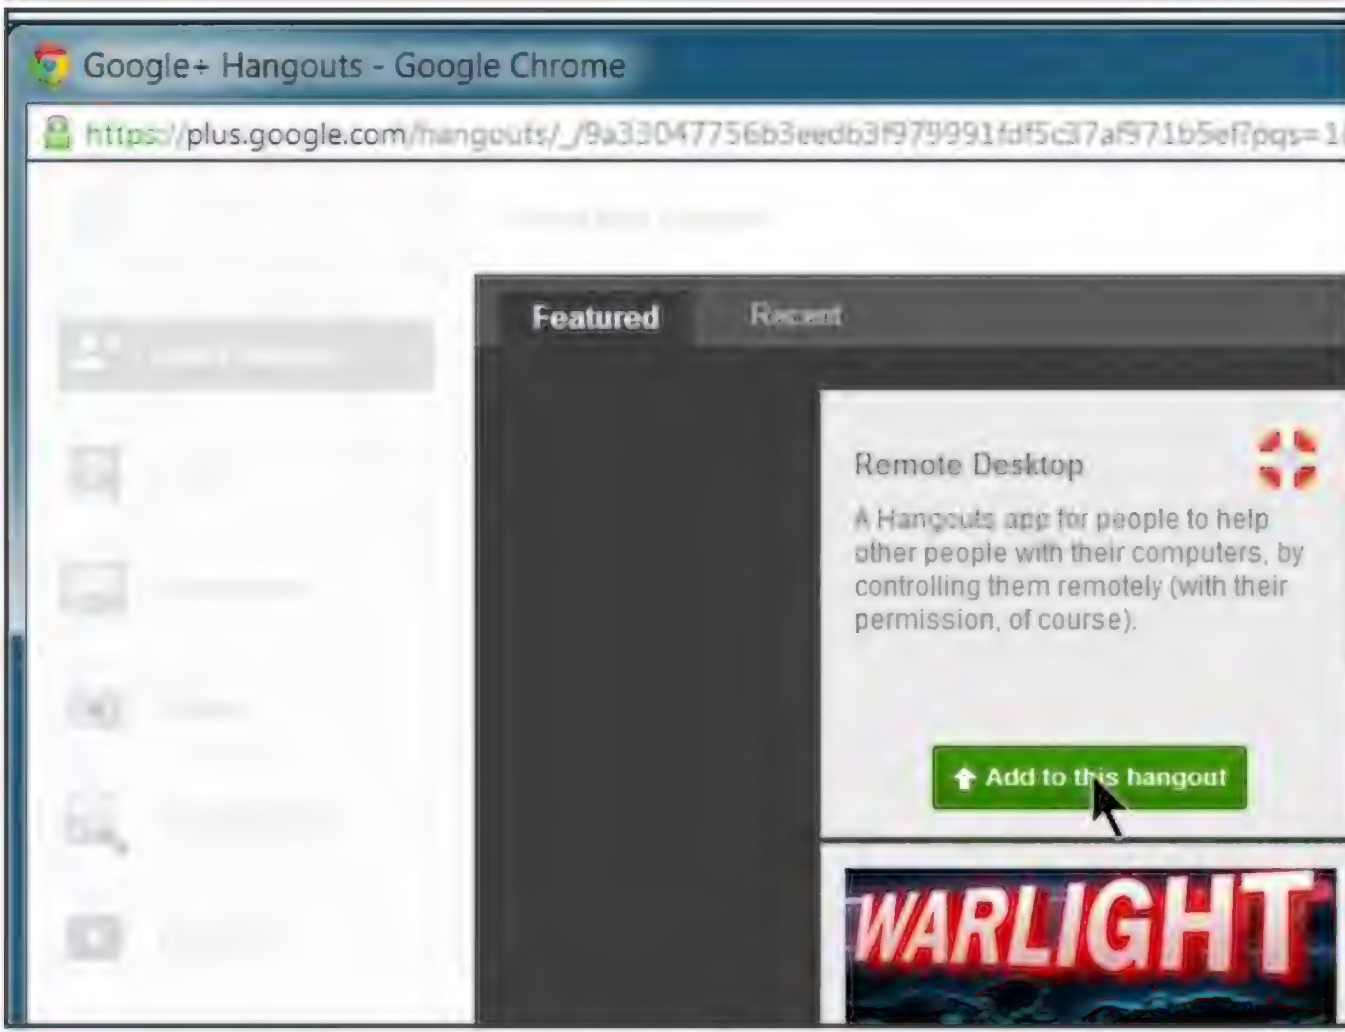 Google+ Hangouts - Google Chrome
https://plus.google.com/hangouts/_/9a33047756b3eedb3f979991fdf5c37af971b5ef?pqs=1
Featured Recent
Remote Desktop
A Hangouts app for people to help
other people with their computers, by
controlling them remotely (with their
permission, of course).
Add to this hangout
WARLIGHT